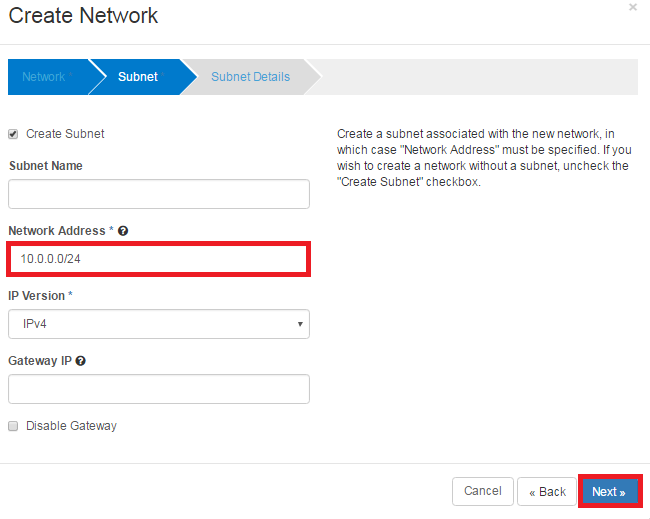 Create Network
×
Network * Subnet Subnet Details
Create Subnet
Create a subnet associated with the new network, in
which case "Network Address" must be specified. If you
wish to create a network without a subnet, uncheck the
"Create Subnet" checkbox.
Subnet Name
Network Address * ?
10.0.0.0/24
IP Version *
IPv4
Gateway IP ?
Disable Gateway
Cancel « Back Next »